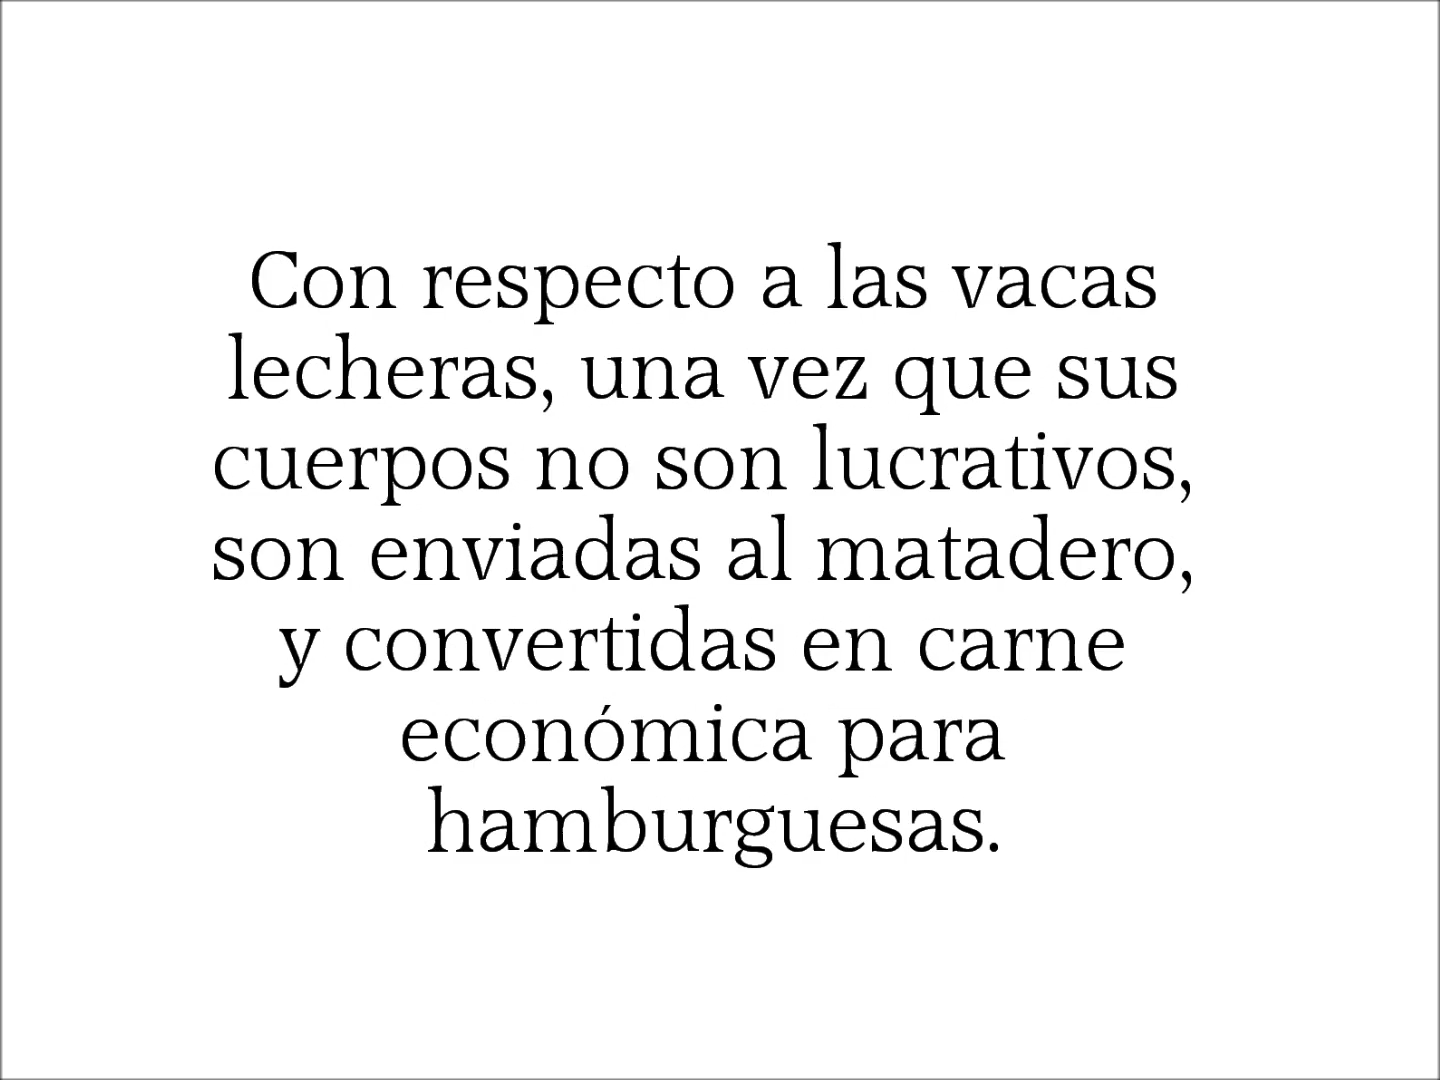 Con respecto a las vacas
lecheras, una vez que sus
cuerpos no son lucrativos,
son enviadas al matadero,
y convertidas en carne
económica para
hamburguesas.